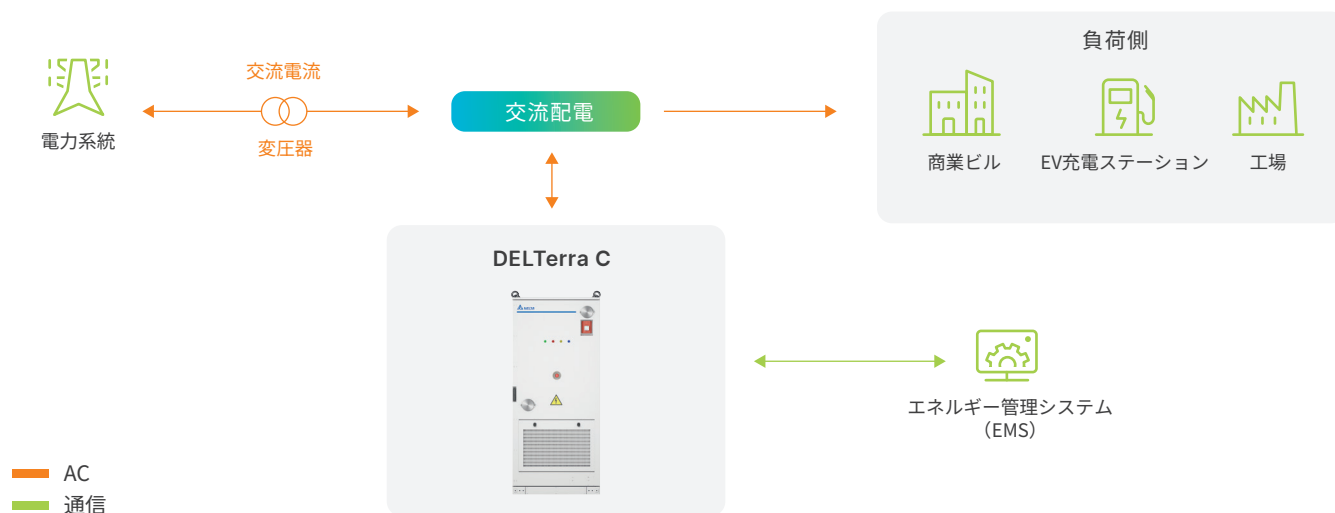 負荷側
交流電流
交流配電
変圧器
電力系統
商業ビル
EV充電ステーション
工場
DELTerra C
エネルギー管理システム
（EMS）
AC
通信